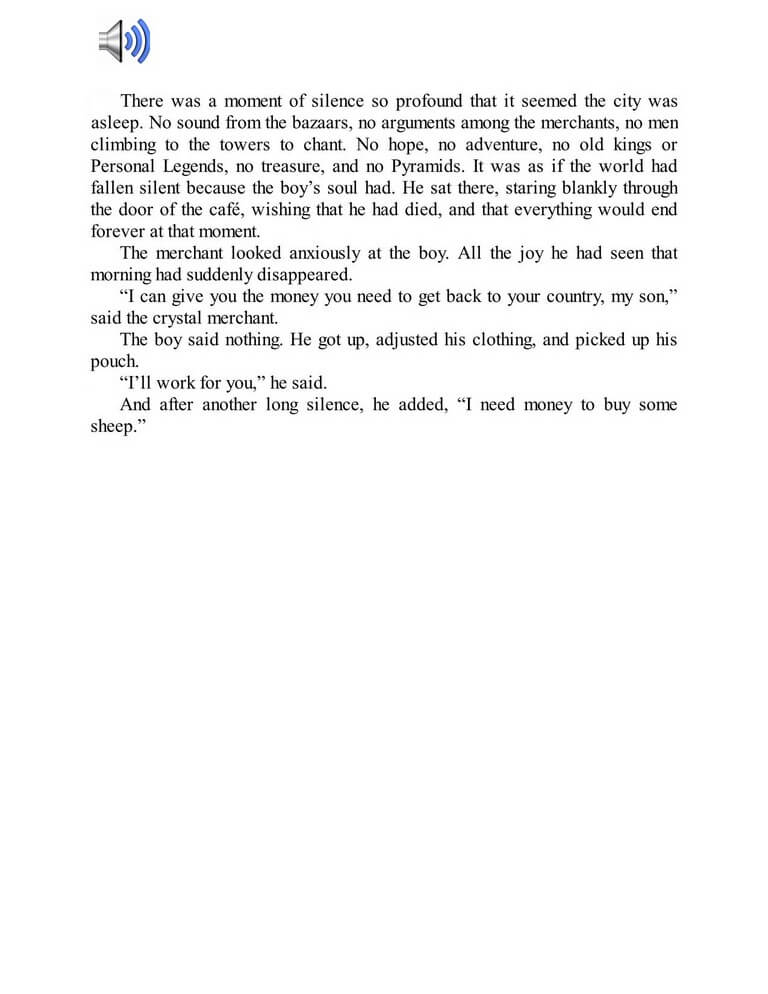 There was a moment of silence so profound that it seemed the city was
asleep. No sound from the bazaars, no arguments among the merchants, no men
climbing to the towers to chant. No hope, no adventure, no old kings or
Personal Legends, no treasure, and no Pyramids. It was as if the world had
fallen silent because the boy’s soul had. He sat there, staring blankly through
the door of the café, wishing that he had died, and that everything would end
forever at that moment.
The merchant looked anxiously at the boy. All the joy he had seen that
morning had suddenly disappeared.
“I can give you the money you need to get back to your country, my son,”
said the crystal merchant.
The boy said nothing. He got up, adjusted his clothing, and picked up his
pouch.
“I’ll work for you,” he said.
And after another long silence, he added, “I need money to buy some
sheep.”